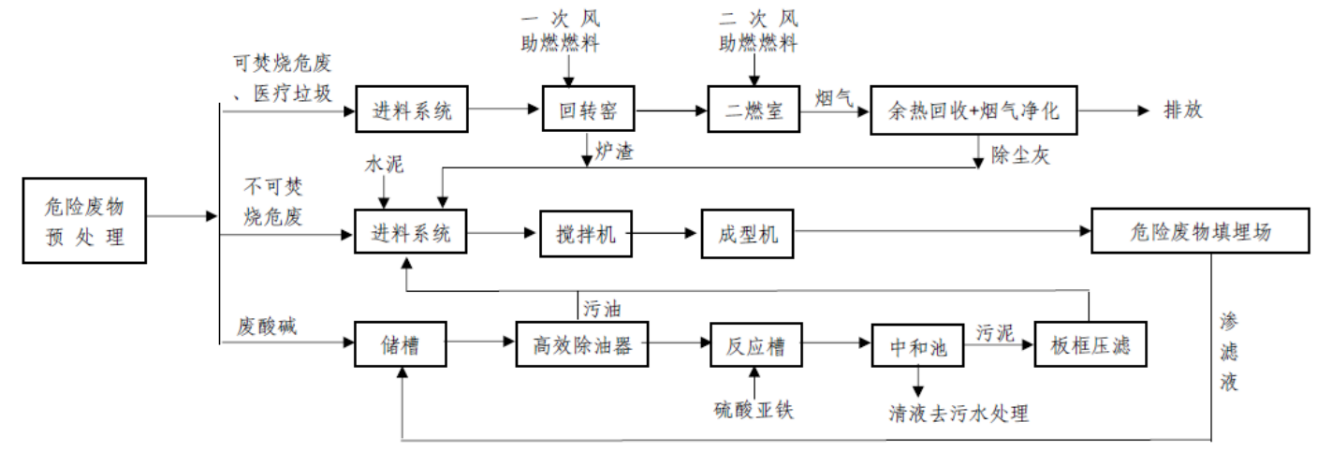 一次风
助燃燃料
二次风
助燃燃料
可焚烧危废
、医疗垃圾
进料系统
回转窑
二燃室
烟气
余热回收+烟气净化
排放
炉渣
除尘灰
水泥
危险废物
预处理
不可焚
烧危废
进料系统
搅拌机
成型机
危险废物填埋场
污油
废酸碱
储槽
高效除油器
反应槽
中和池
污泥
板框压滤
渗
滤
液
硫酸亚铁
清液去污水处理